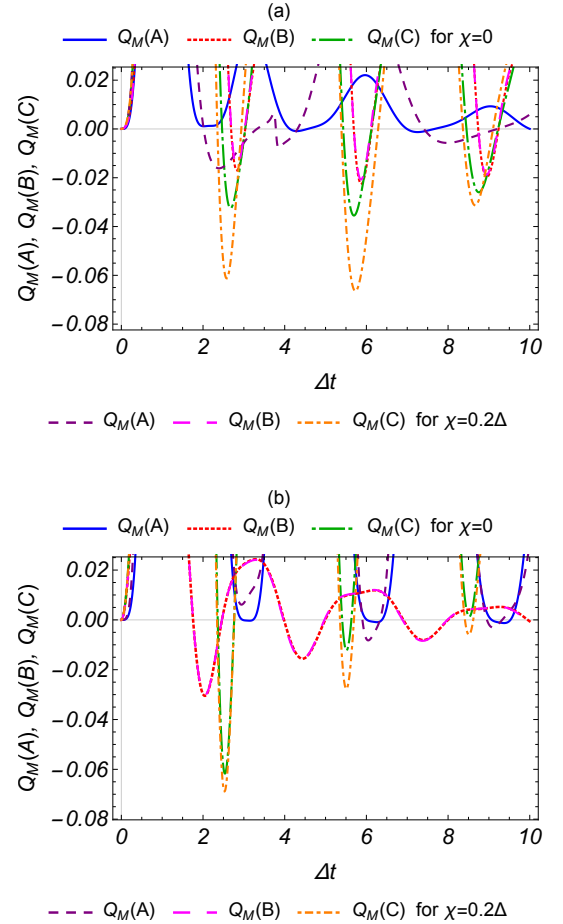 (a)
Q_M(A) Q_M(B) Q_M(C) for χ=0
0.02
0.00
−0.02
−0.04
−0.06
−0.08
Q_M(A), Q_M(B), Q_M(C)
0 2 4 6 8 10
Δt
Q_M(A) Q_M(B) Q_M(C) for χ=0.2Δ
(b)
Q_M(A) Q_M(B) Q_M(C) for χ=0
0.02
0.00
−0.02
−0.04
−0.06
−0.08
Q_M(A), Q_M(B), Q_M(C)
0 2 4 6 8 10
Δt
Q_M(A) Q_M(B) Q_M(C) for χ=0.2Δ